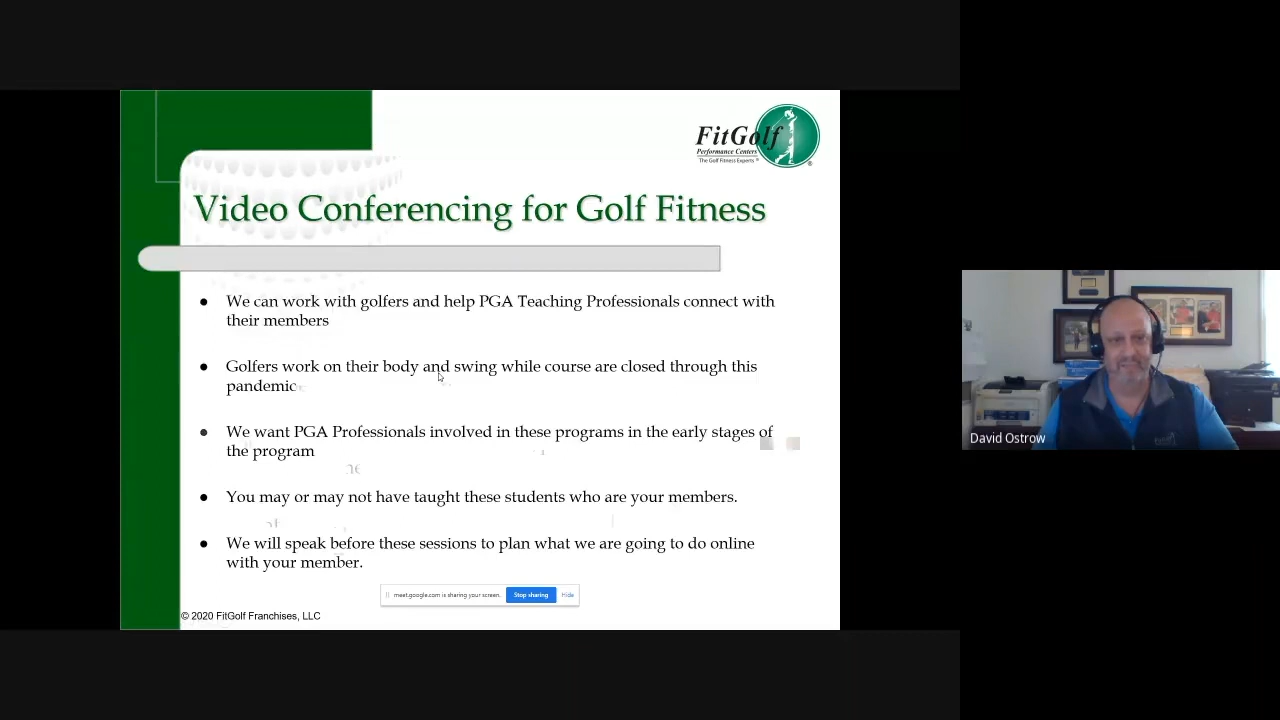 FitGolf
Performance Centers
The Golf Fitness Experts ®
®
Video Conferencing for Golf Fitness
● We can work with golfers and help PGA Teaching Professionals connect with
their members
● Golfers work on their body and swing while course are closed through this
pandemic
● We want PGA Professionals involved in these programs in the early stages of
the program
● You may or may not have taught these students who are your members.
● We will speak before these sessions to plan what we are going to do online
with your member.
meet.google.com is sharing your screen.
Stop sharing
Hide
© 2020 FitGolf Franchises, LLC
David Ostrow